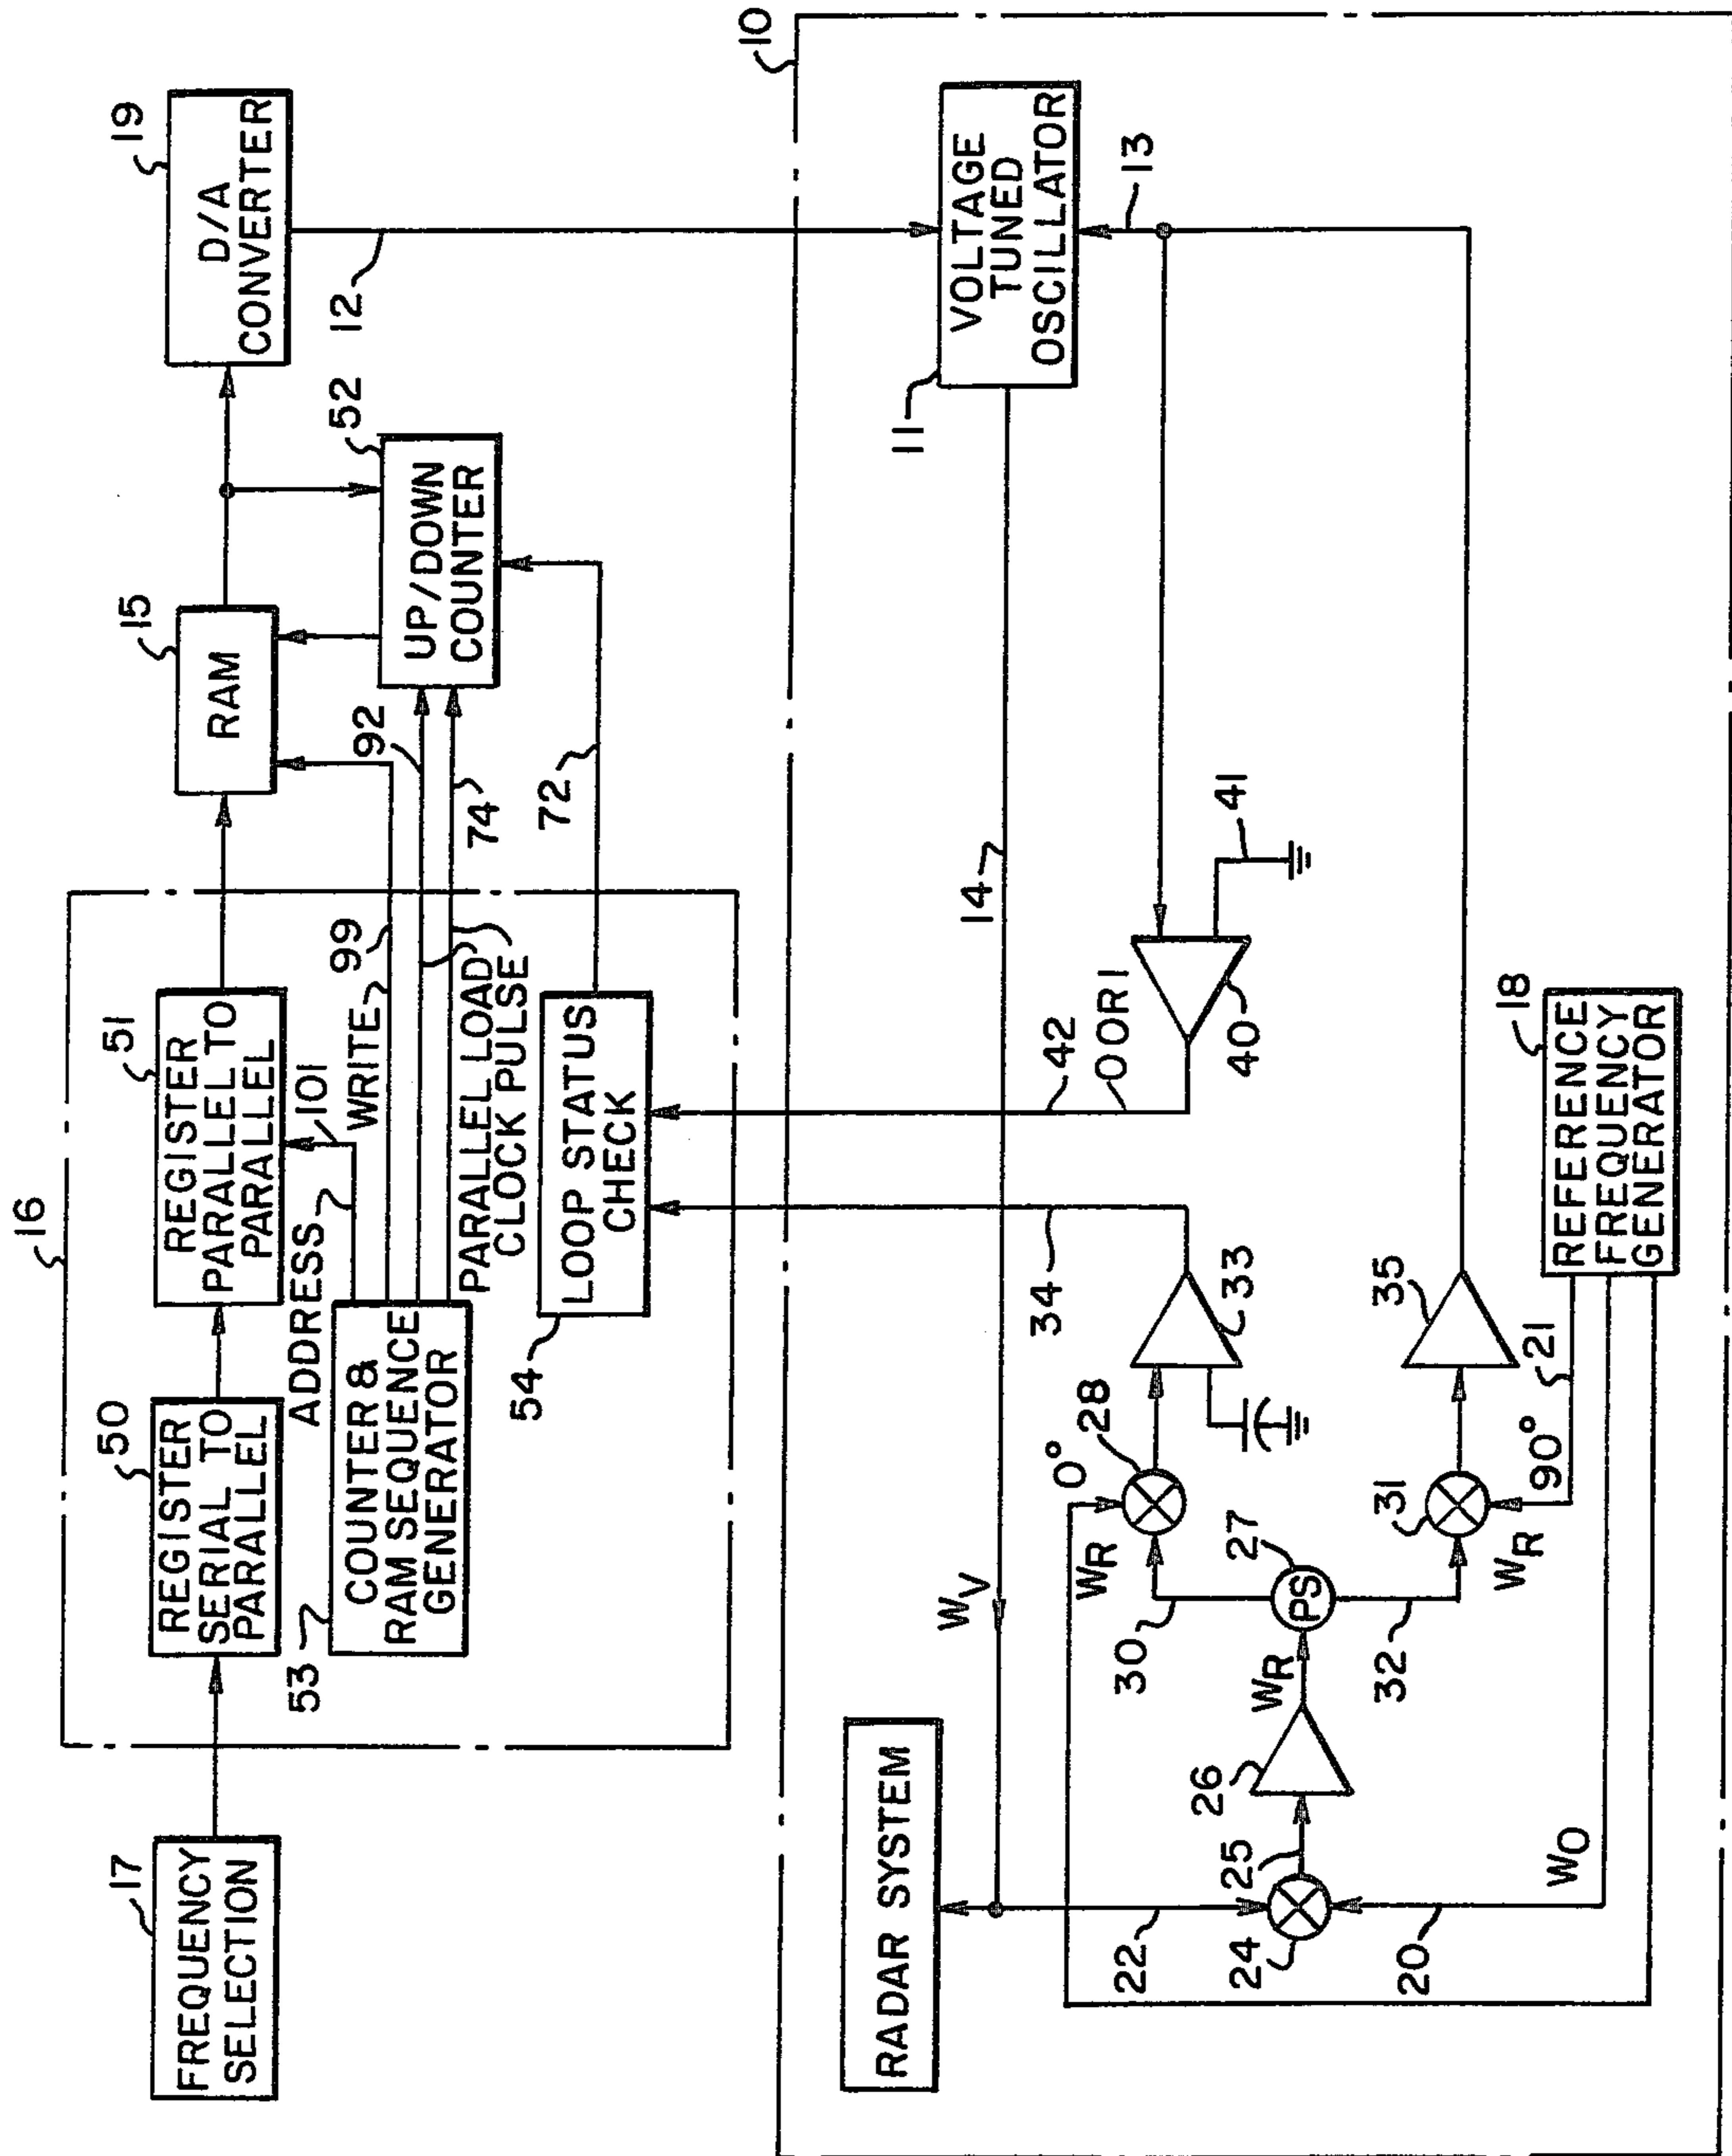 16
17
FREQUENCY
SELECTION
50
REGISTER
SERIAL TO
PARALLEL
51
REGISTER
PARALLEL TO
PARALLEL
15
RAM
19
D/A
CONVERTER
ADDRESS
101
WRITE
99
53
COUNTER &
RAM SEQUENCE
GENERATOR
PARALLEL LOAD
CLOCK PULSE
92
74
52
UP/DOWN
COUNTER
12
54
LOOP STATUS
CHECK
72
10
RADAR SYSTEM
WV
14
11
VOLTAGE
TUNED
OSCILLATOR
34
42
0 OR 1
13
22
0°
WR
28
33
40
41
30
24
25
26
WR
27
PS
32
31
WR
90°
35
21
20
WO
18
REFERENCE
FREQUENCY
GENERATOR